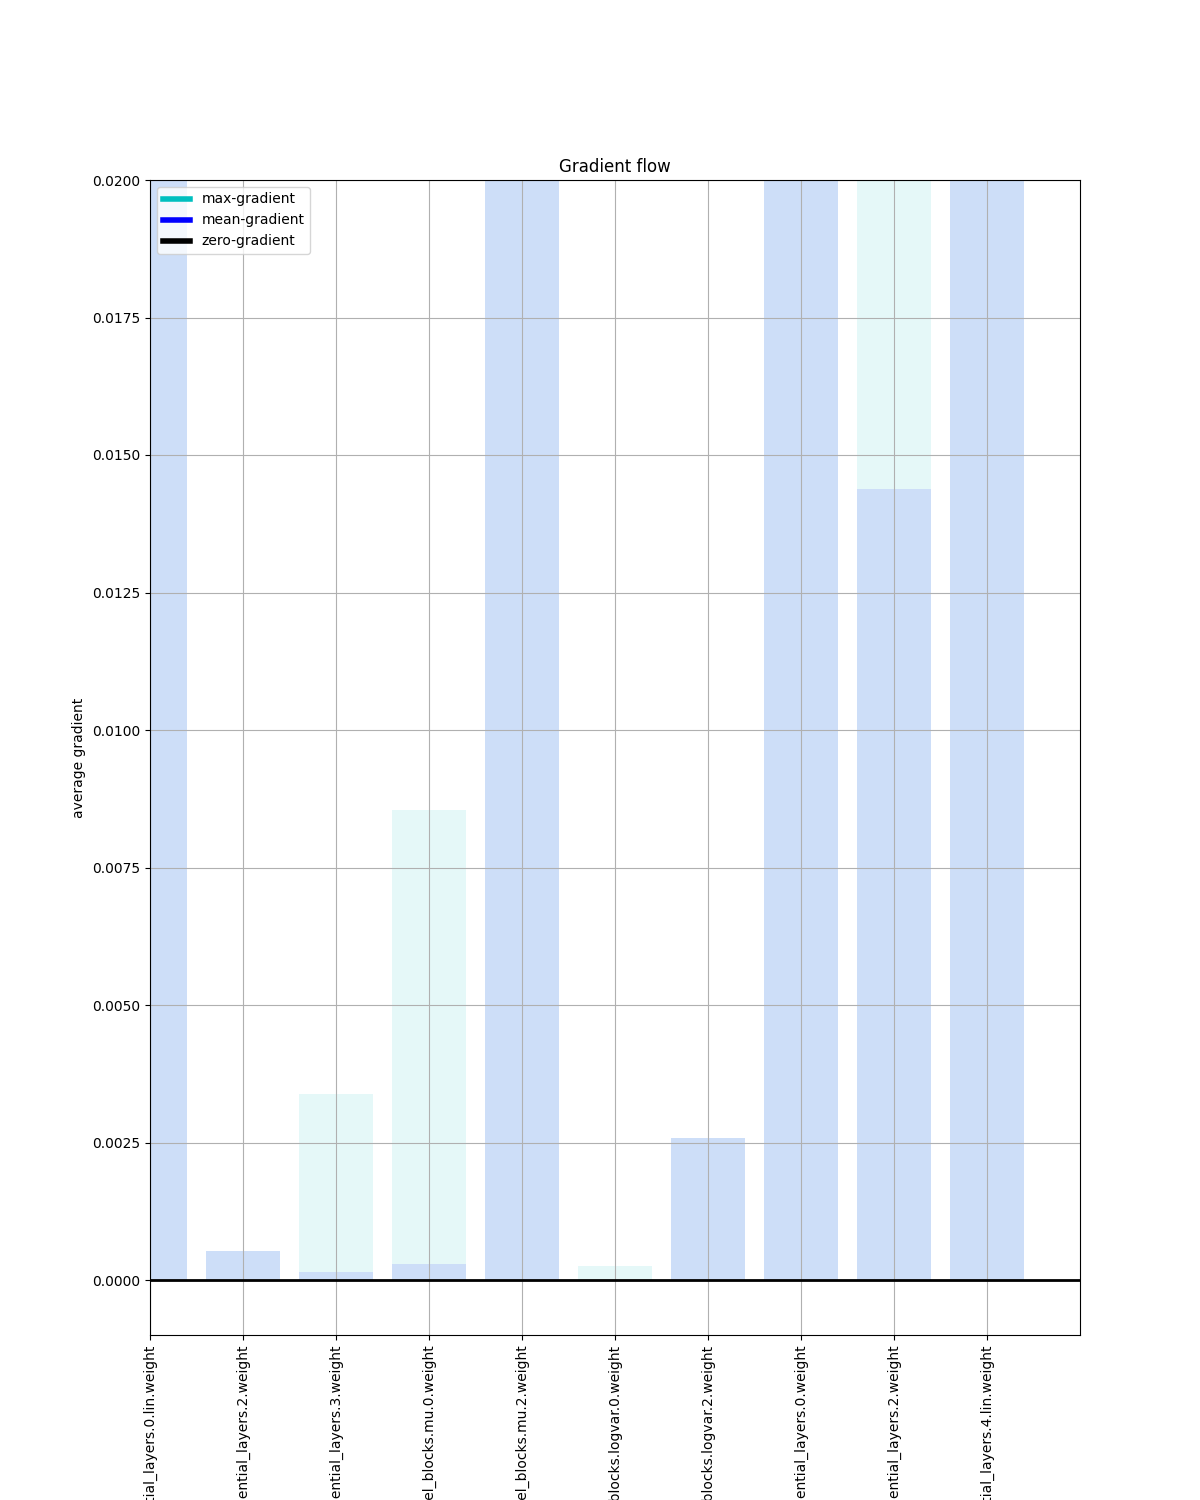 Gradient flow
max-gradient
mean-gradient
zero-gradient
0.0200
0.0175
0.0150
0.0125
0.0100
0.0075
0.0050
0.0025
0.0000
average gradient
tial_layers.0.lin.weight
ential_layers.2.weight
ential_layers.3.weight
el_blocks.mu.0.weight
el_blocks.mu.2.weight
blocks.logvar.0.weight
blocks.logvar.2.weight
ential_layers.0.weight
ential_layers.2.weight
tial_layers.4.lin.weight